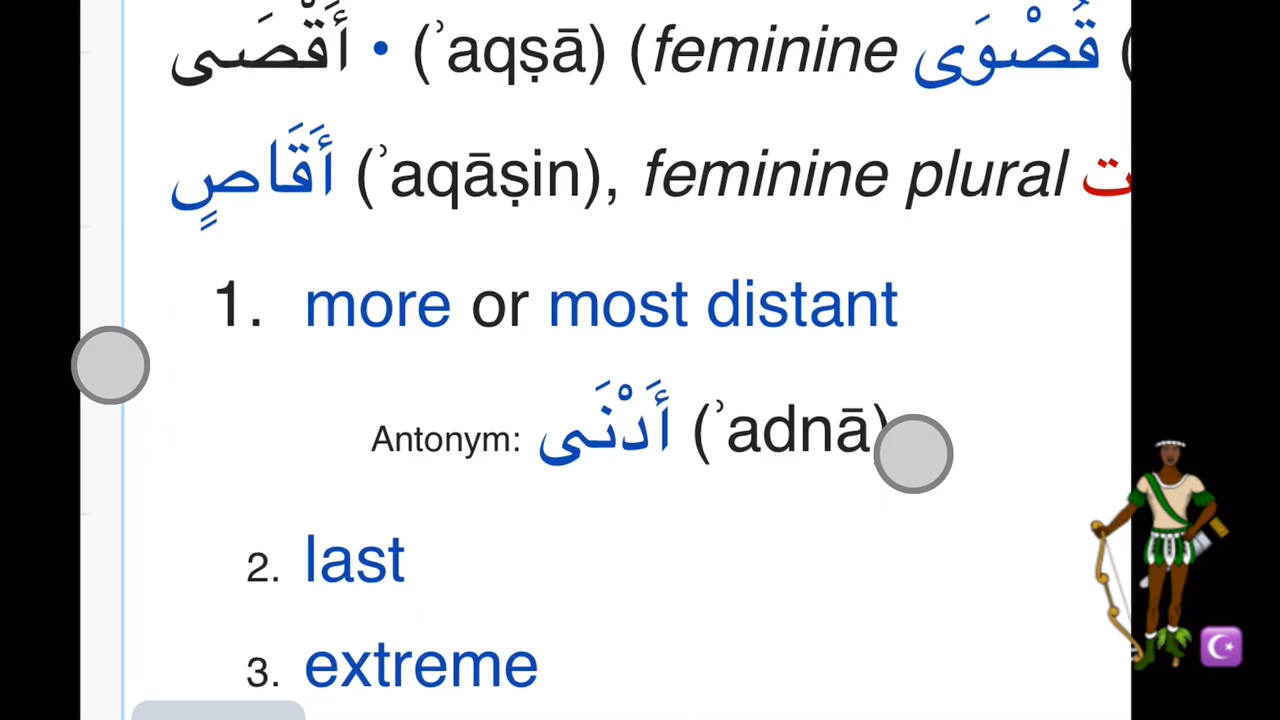 أَقْصَى • (ʾaqṣā) (feminine قُصْوَى (
أَقَاصٍ (ʾaqāṣin), feminine plural ت
1. more or most distant
Antonym: أَدْنَى (ʾadnā)
2. last
3. extreme